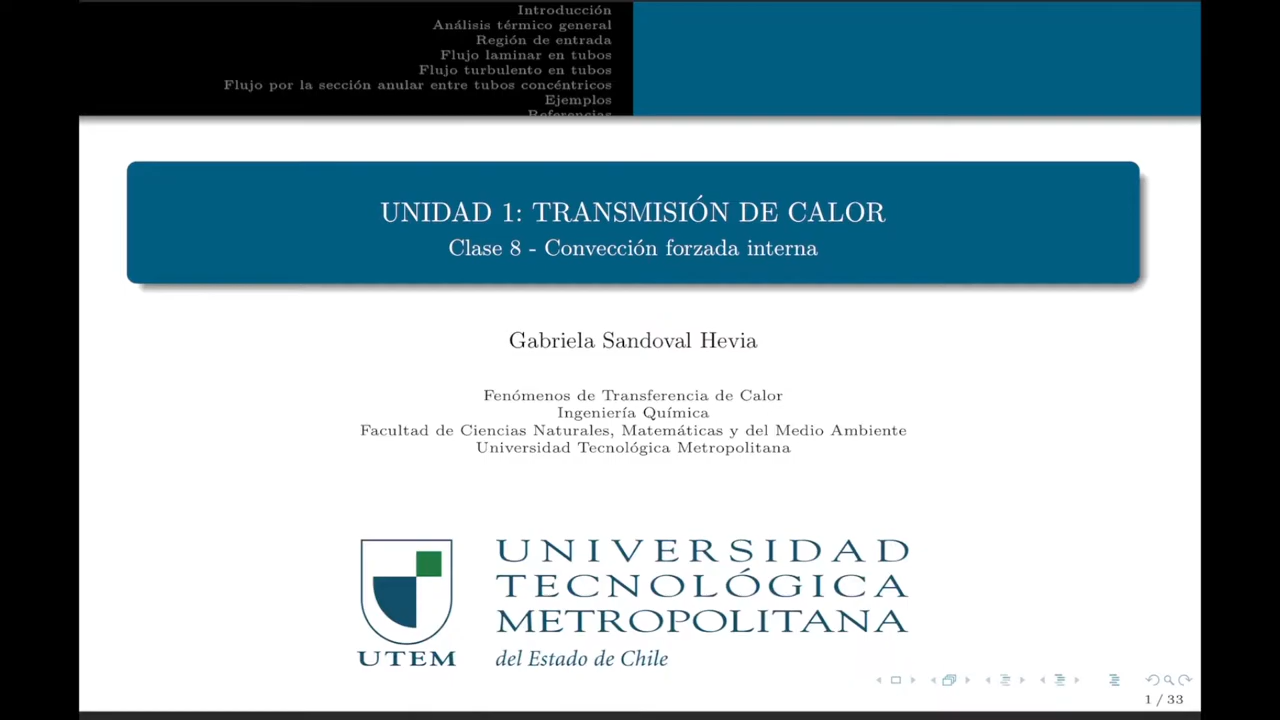 Introducción
Análisis térmico general
Región de entrada
Flujo laminar en tubos
Flujo turbulento en tubos
Flujo por la sección anular entre tubos concéntricos
Ejemplos
Referencias
UNIDAD 1: TRANSMISIÓN DE CALOR
Clase 8 - Convección forzada interna
Gabriela Sandoval Hevia
Fenómenos de Transferencia de Calor
Ingeniería Química
Facultad de Ciencias Naturales, Matemáticas y del Medio Ambiente
Universidad Tecnológica Metropolitana
UNIVERSIDAD
TECNOLÓGICA
METROPOLITANA
del Estado de Chile
UTEM
1 / 33